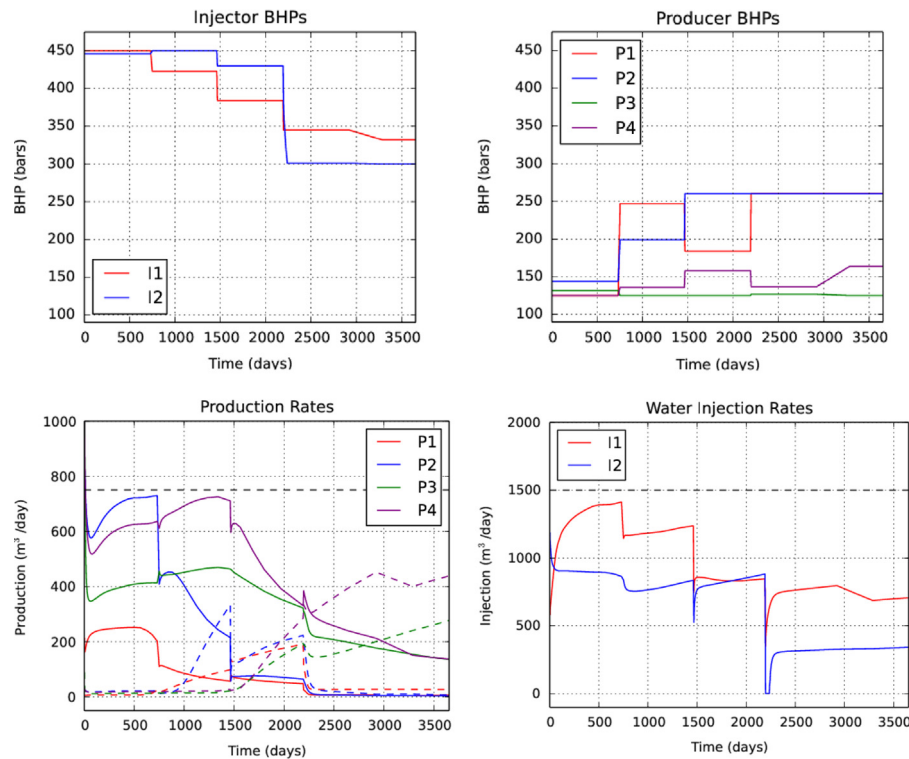 Injector BHPs
450
400
350
300
250
200
150
100
BHP (bars)
I1
I2
0 500 1000 1500 2000 2500 3000 3500
Time (days)
Producer BHPs
450
400
350
300
250
200
150
100
BHP (bars)
P1
P2
P3
P4
0 500 1000 1500 2000 2500 3000 3500
Time (days)
Production Rates
1000
800
600
400
200
0
Production (m³ /day)
P1
P2
P3
P4
0 500 1000 1500 2000 2500 3000 3500
Time (days)
Water Injection Rates
2000
1500
1000
500
0
Injection (m³ /day)
I1
I2
0 500 1000 1500 2000 2500 3000 3500
Time (days)